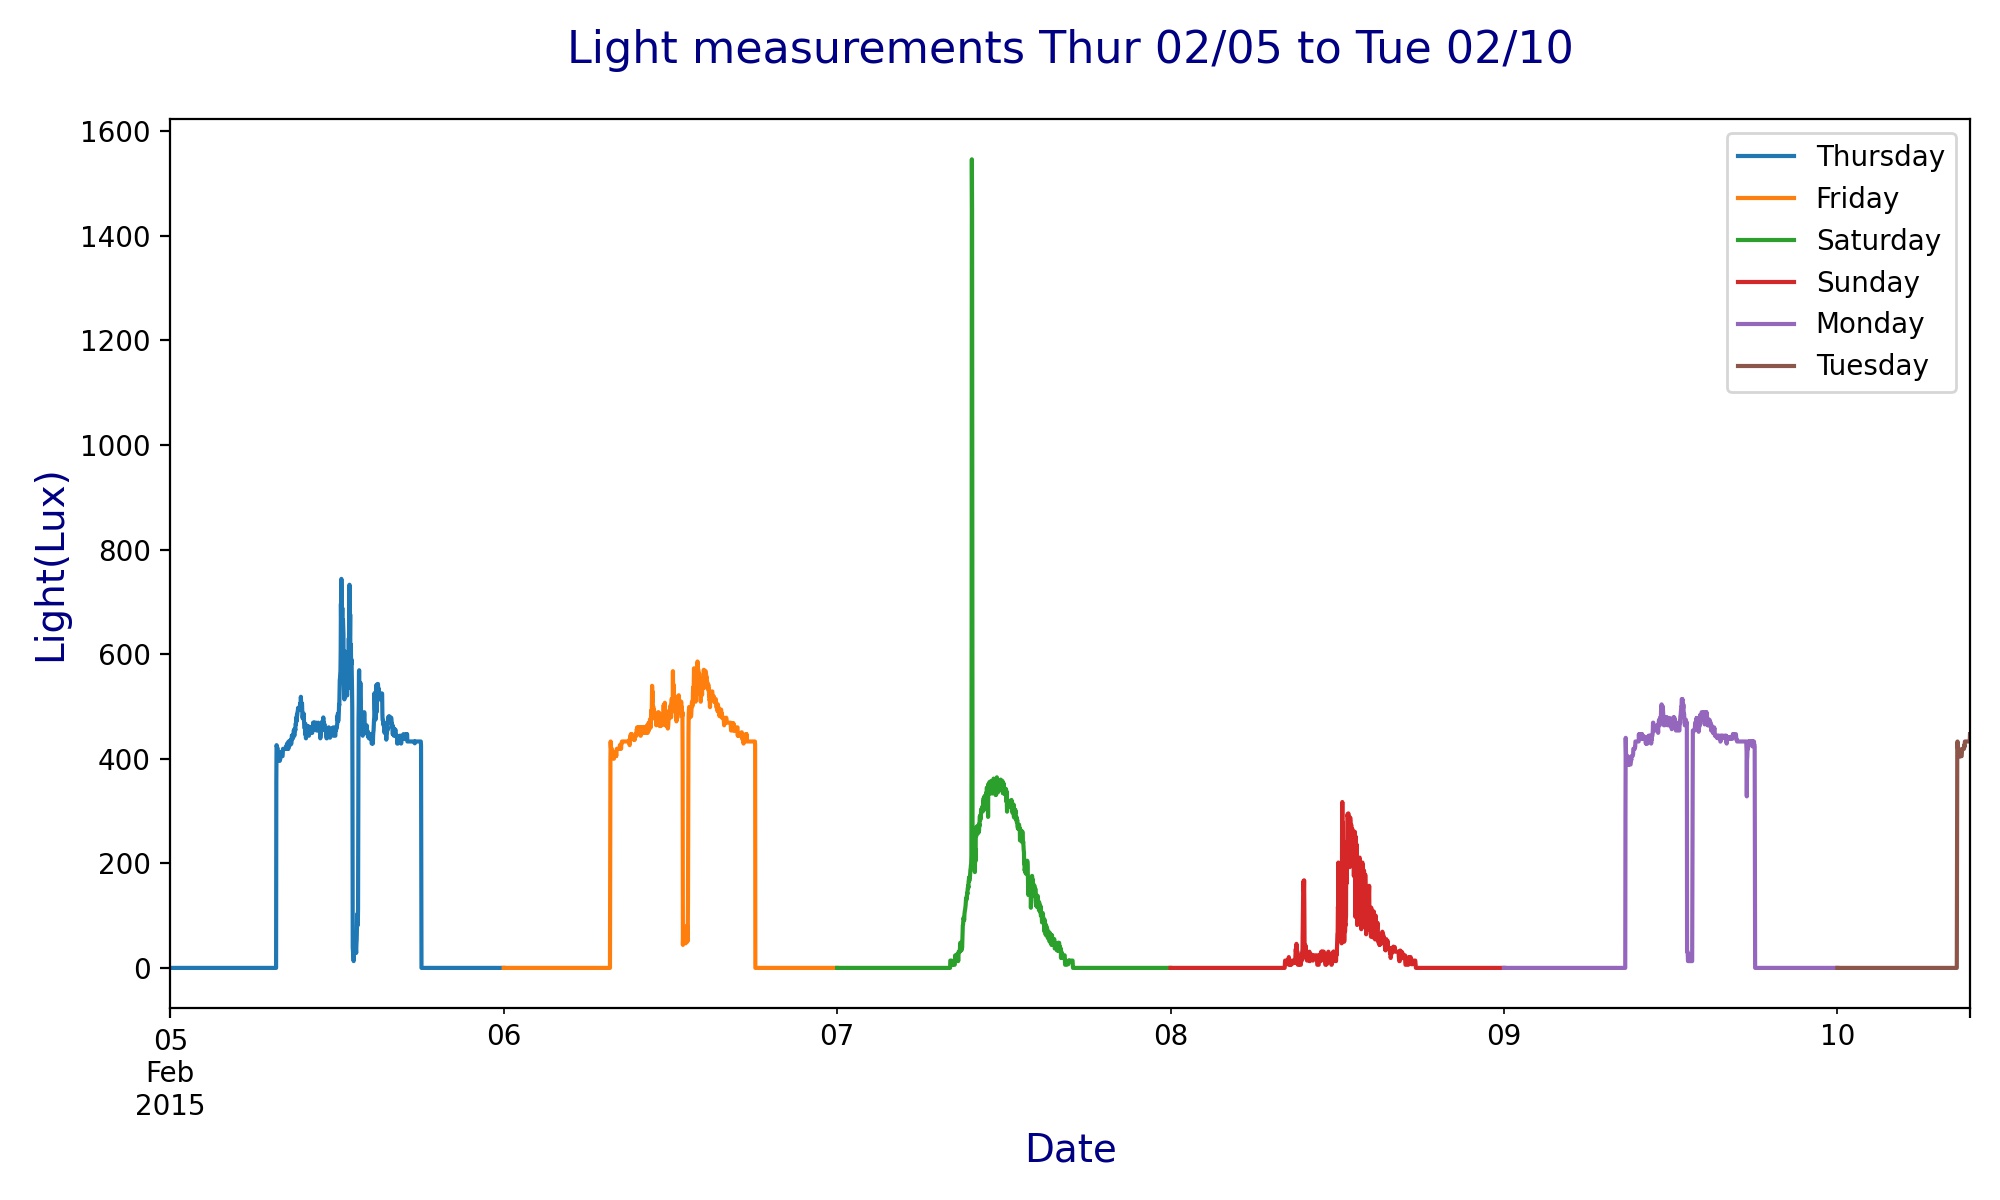 Light measurements Thur 02/05 to Tue 02/10
1600
1400
1200
1000
800
600
400
200
0
Light(Lux)
Thursday
Friday
Saturday
Sunday
Monday
Tuesday
05
Feb
2015
06
07
08
09
10
Date